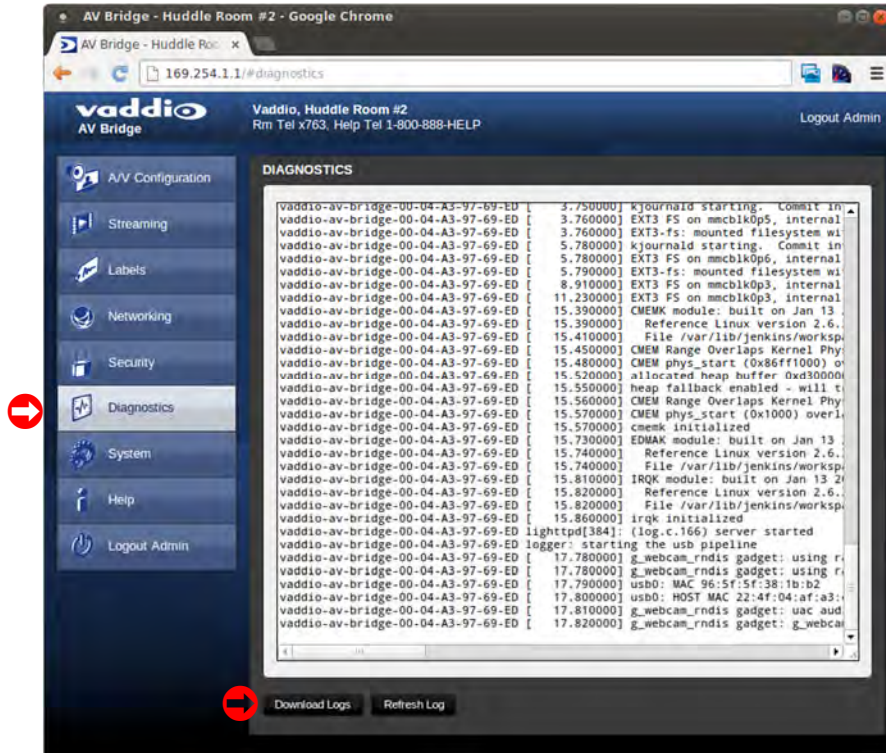 AV Bridge - Huddle Room #2 - Google Chrome
AV Bridge - Huddle Roo
169.254.1.1/#diagnostics
vaddio
AV Bridge
Vaddio, Huddle Room #2
Rm Tel x763, Help Tel 1-800-888-HELP
Logout Admin
A/V Configuration
Streaming
Labels
Networking
Security
Diagnostics
System
Help
Logout Admin
DIAGNOSTICS
vaddio-av-bridge-00-04-A3-97-69-ED [ 3.750000] kjournald starting. Commit in
vaddio-av-bridge-00-04-A3-97-69-ED [ 3.760000] EXT3 FS on mmcblk0p5, internal
vaddio-av-bridge-00-04-A3-97-69-ED [ 3.760000] EXT3-fs: mounted filesystem wi
vaddio-av-bridge-00-04-A3-97-69-ED [ 5.780000] kjournald starting. Commit in
vaddio-av-bridge-00-04-A3-97-69-ED [ 5.780000] EXT3 FS on mmcblk0p6, internal
vaddio-av-bridge-00-04-A3-97-69-ED [ 5.790000] EXT3-fs: mounted filesystem wi
vaddio-av-bridge-00-04-A3-97-69-ED [ 8.910000] EXT3 FS on mmcblk0p3, internal
vaddio-av-bridge-00-04-A3-97-69-ED [ 11.230000] EXT3 FS on mmcblk0p3, internal
vaddio-av-bridge-00-04-A3-97-69-ED [ 15.390000] CMEMK module: built on Jan 13
vaddio-av-bridge-00-04-A3-97-69-ED [ 15.390000] Reference Linux version 2.6.
vaddio-av-bridge-00-04-A3-97-69-ED [ 15.410000] File /var/lib/jenkins/worksp
vaddio-av-bridge-00-04-A3-97-69-ED [ 15.450000] CMEM Range Overlaps Kernel Phy
vaddio-av-bridge-00-04-A3-97-69-ED [ 15.480000] CMEM phys_start (0x86ff1000) ov
vaddio-av-bridge-00-04-A3-97-69-ED [ 15.520000] allocated heap buffer 0xd300000
vaddio-av-bridge-00-04-A3-97-69-ED [ 15.550000] heap fallback enabled - will t
vaddio-av-bridge-00-04-A3-97-69-ED [ 15.560000] CMEM Range Overlaps Kernel Phy
vaddio-av-bridge-00-04-A3-97-69-ED [ 15.570000] CMEM phys_start (0x1000) overl
vaddio-av-bridge-00-04-A3-97-69-ED [ 15.570000] cmemk initialized
vaddio-av-bridge-00-04-A3-97-69-ED [ 15.730000] EDMAK module: built on Jan 13
vaddio-av-bridge-00-04-A3-97-69-ED [ 15.740000] Reference Linux version 2.6.
vaddio-av-bridge-00-04-A3-97-69-ED [ 15.740000] File /var/lib/jenkins/worksp
vaddio-av-bridge-00-04-A3-97-69-ED [ 15.810000] IRQK module: built on Jan 13 2
vaddio-av-bridge-00-04-A3-97-69-ED [ 15.820000] Reference Linux version 2.6.
vaddio-av-bridge-00-04-A3-97-69-ED [ 15.820000] File /var/lib/jenkins/worksp
vaddio-av-bridge-00-04-A3-97-69-ED [ 15.860000] irqk initialized
vaddio-av-bridge-00-04-A3-97-69-ED lighttpd[384]: (log.c.166) server started
vaddio-av-bridge-00-04-A3-97-69-ED logger: starting the usb pipeline
vaddio-av-bridge-00-04-A3-97-69-ED [ 17.780000] g_webcam_rndis gadget: using r
vaddio-av-bridge-00-04-A3-97-69-ED [ 17.780000] g_webcam_rndis gadget: using r
vaddio-av-bridge-00-04-A3-97-69-ED [ 17.790000] usb0: MAC 96:5f:5f:38:1b:b2
vaddio-av-bridge-00-04-A3-97-69-ED [ 17.800000] usb0: HOST MAC 22:4f:04:af:a3:
vaddio-av-bridge-00-04-A3-97-69-ED [ 17.810000] g_webcam_rndis gadget: uac aud
vaddio-av-bridge-00-04-A3-97-69-ED [ 17.820000] g_webcam_rndis gadget: g_webca
Download Logs
Refresh Log